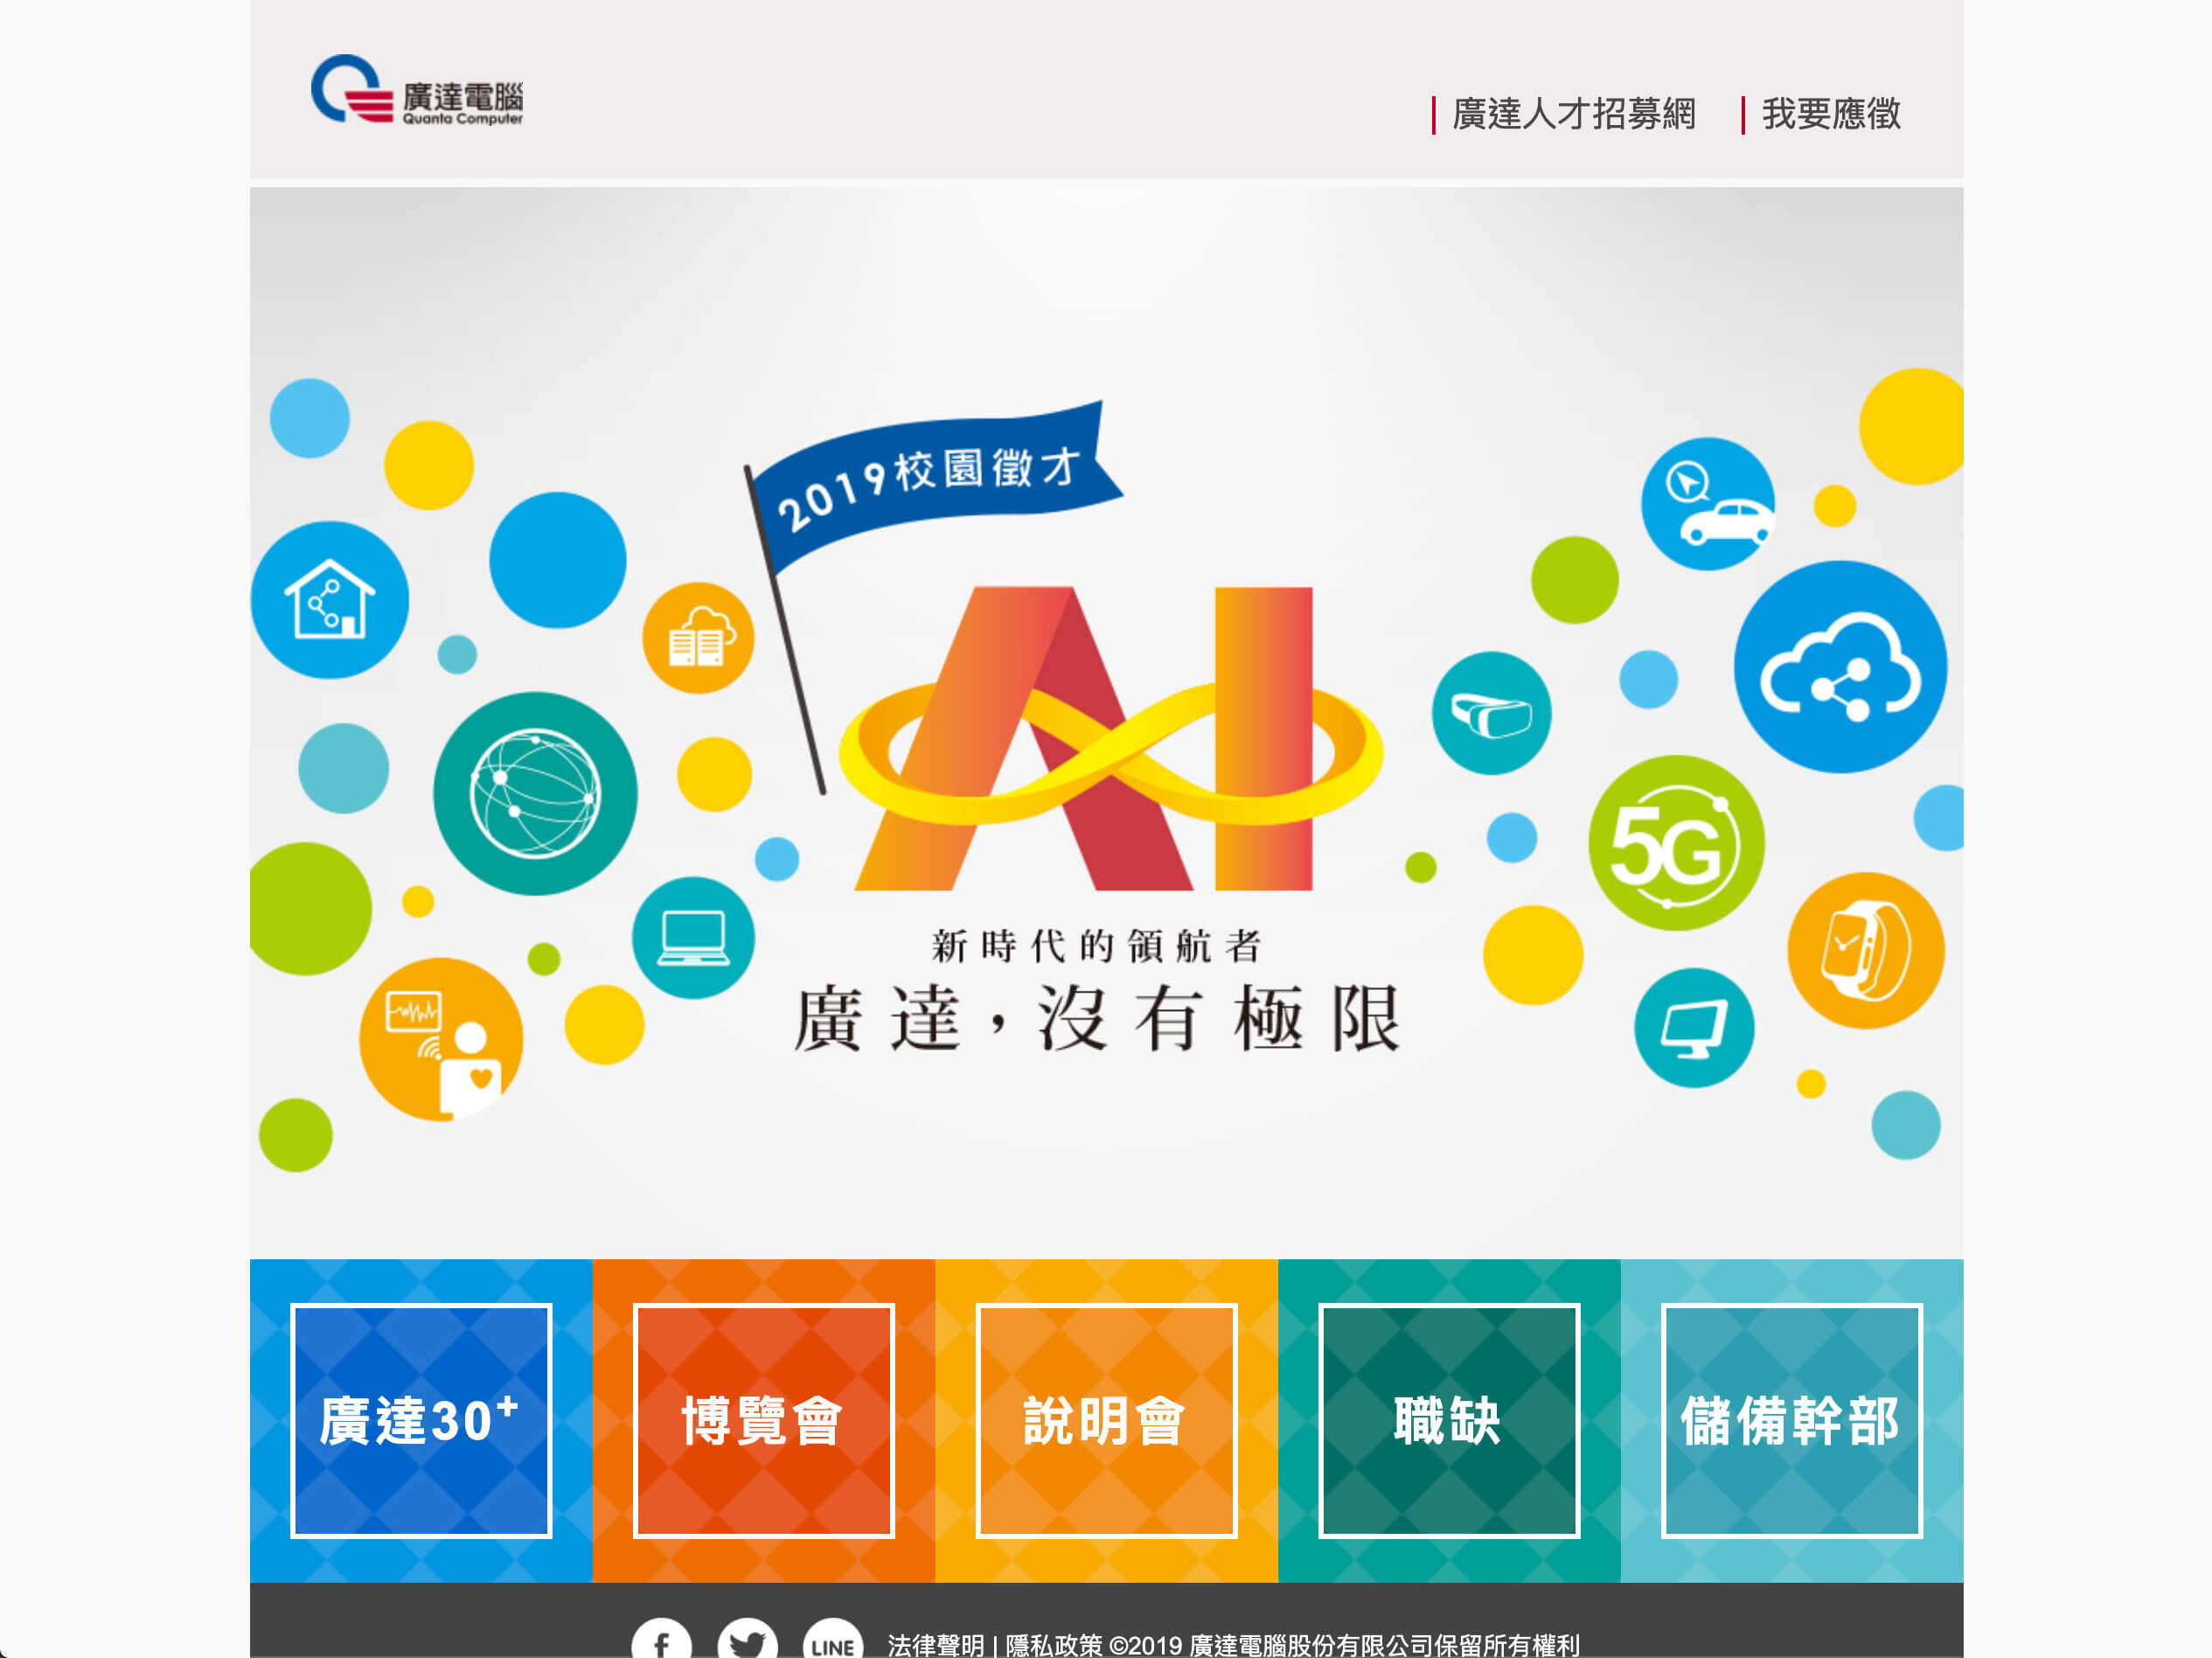 廣達電腦
Quanta Computer
廣達人才招募網
我要應徵
2019校園徵才
AI
5G
新時代的領航者
廣達，沒有極限
廣達30+
博覽會
說明會
職缺
儲備幹部
f
LINE
法律聲明 | 隱私政策 ©2019 廣達電腦股份有限公司保留所有權利